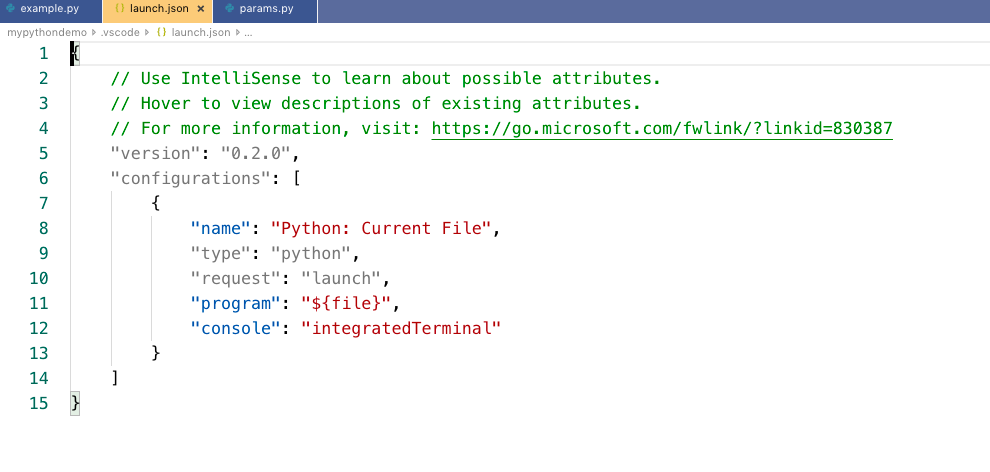 example.py launch.json × params.py
mypythondemo .vscode {} launch.json ...
1 {
2 // Use IntelliSense to learn about possible attributes.
3 // Hover to view descriptions of existing attributes.
4 // For more information, visit: https://go.microsoft.com/fwlink/?linkid=830387
5 "version": "0.2.0",
6 "configurations": [
7 {
8 "name": "Python: Current File",
9 "type": "python",
10 "request": "launch",
11 "program": "${file}",
12 "console": "integratedTerminal"
13 }
14 ]
15 }